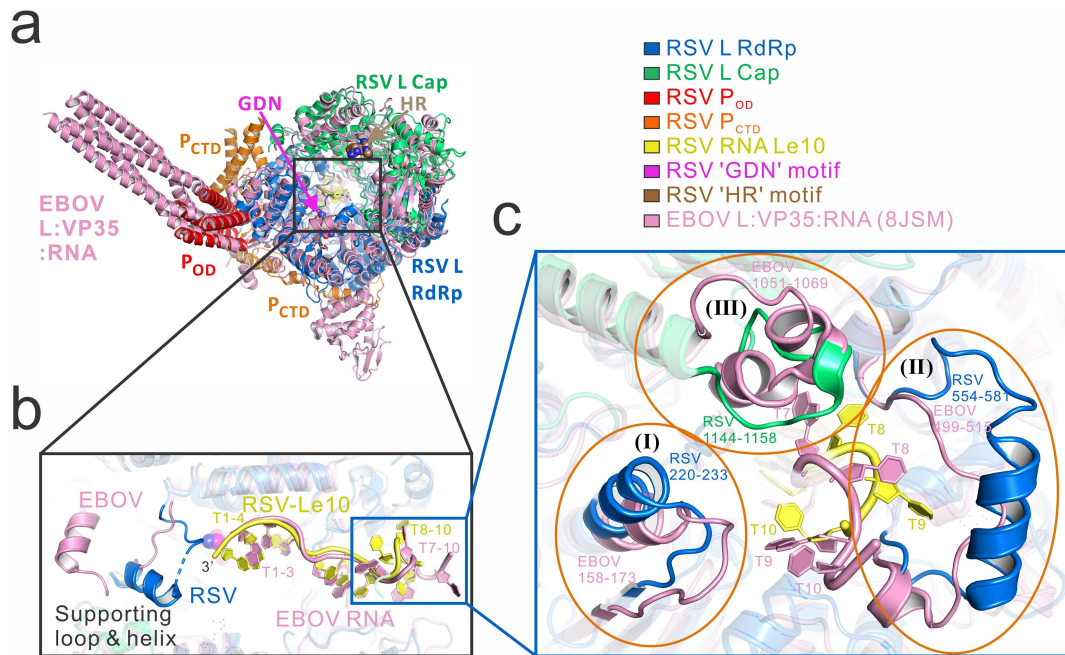 a
GDN
RSV L Cap
HR
P_CTD
EBOV
L:VP35
:RNA
P_OD
P_CTD
RSV L
RdRp
RSV L RdRp
RSV L Cap
RSV P_OD
RSV P_CTD
RSV RNA Le10
RSV 'GDN' motif
RSV 'HR' motif
EBOV L:VP35:RNA (8JSM)
b
EBOV
RSV-Le10
T1-4
T8-10
T7-10
3'
T1-3
RSV
EBOV RNA
Supporting
loop & helix
c
EBOV
1051-1069
(III)
(II)
RSV
554-581
EBOV
499-515
T7
T8
RSV
1144-1158
(I)
RSV
220-233
T8
T10
T9
EBOV
158-173
T9
T10